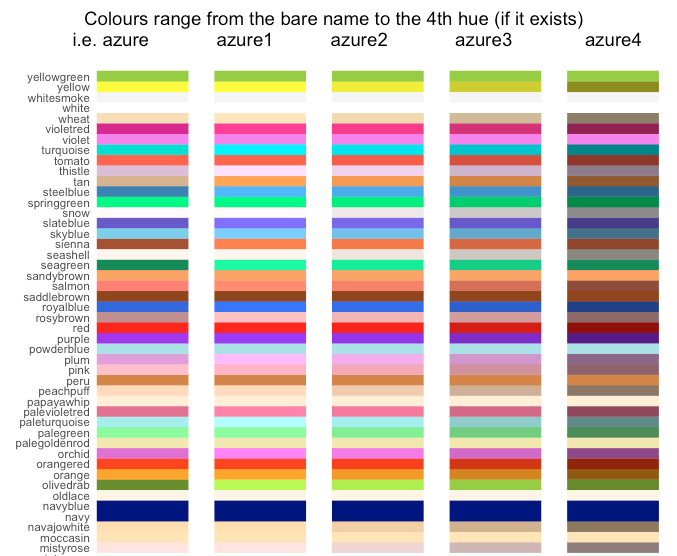 Colours range from the bare name to the 4th hue (if it exists)
i.e. azure azure1 azure2 azure3 azure4
yellowgreen
yellow
whitesmoke
white
wheat
violetred
violet
turquoise
tomato
thistle
tan
steelblue
springgreen
snow
slateblue
skyblue
sienna
seashell
seagreen
sandybrown
salmon
saddlebrown
royalblue
rosybrown
red
purple
powderblue
plum
pink
peru
peachpuff
papayawhip
palevioletred
paleturquoise
palegreen
palegoldenrod
orchid
orangered
orange
olivedrab
oldlace
navyblue
navy
navajowhite
moccasin
mistyrose